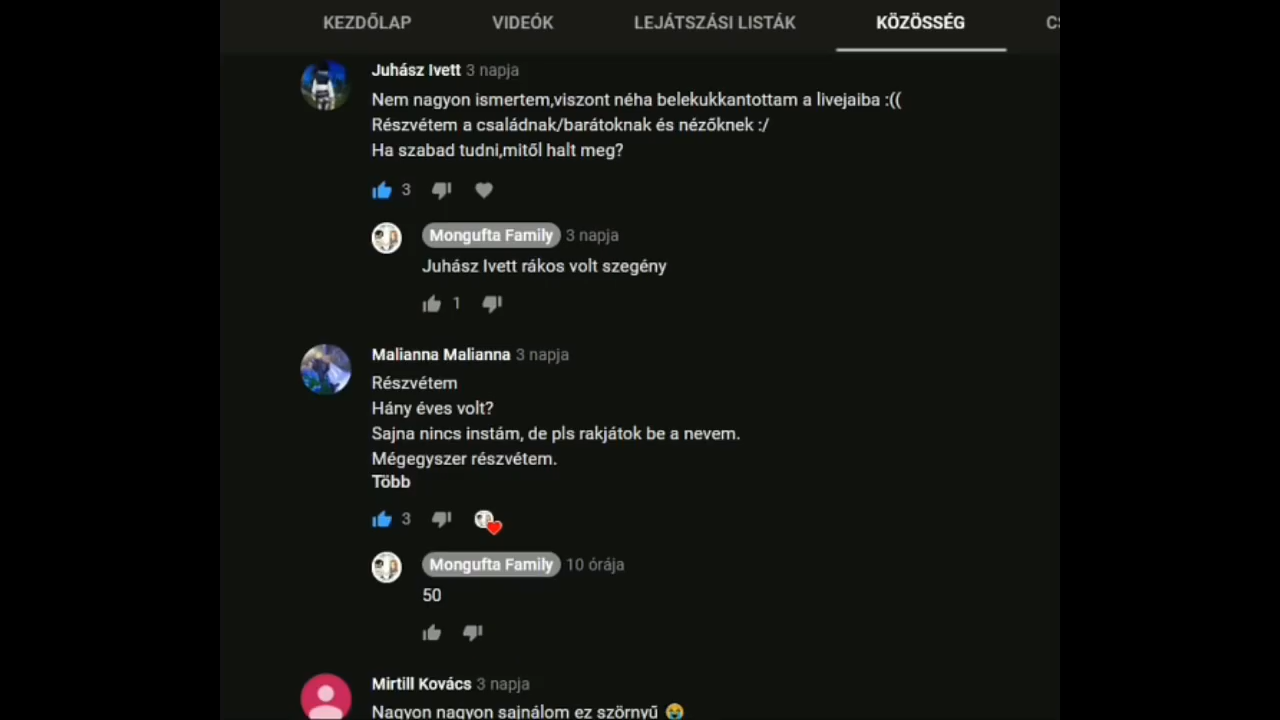 KEZDŐLAP VIDEÓK LEJÁTSZÁSI LISTÁK KÖZÖSSÉG
Juhász Ivett 3 napja
Nem nagyon ismertem,viszont néha belekukkantottam a livejaiba :((
Részvétem a családnak/barátoknak és nézőknek :/
Ha szabad tudni,mitől halt meg?
3
Mongufta Family 3 napja
Juhász Ivett rákos volt szegény
1
Malianna Malianna 3 napja
Részvétem
Hány éves volt?
Sajna nincs instám, de pls rakjátok be a nevem.
Mégegyszer részvétem.
Több
3
Mongufta Family 10 órája
50
Mirtill Kovács 3 napja
Nagyon nagyon sajnálom ez szörnyű 😭